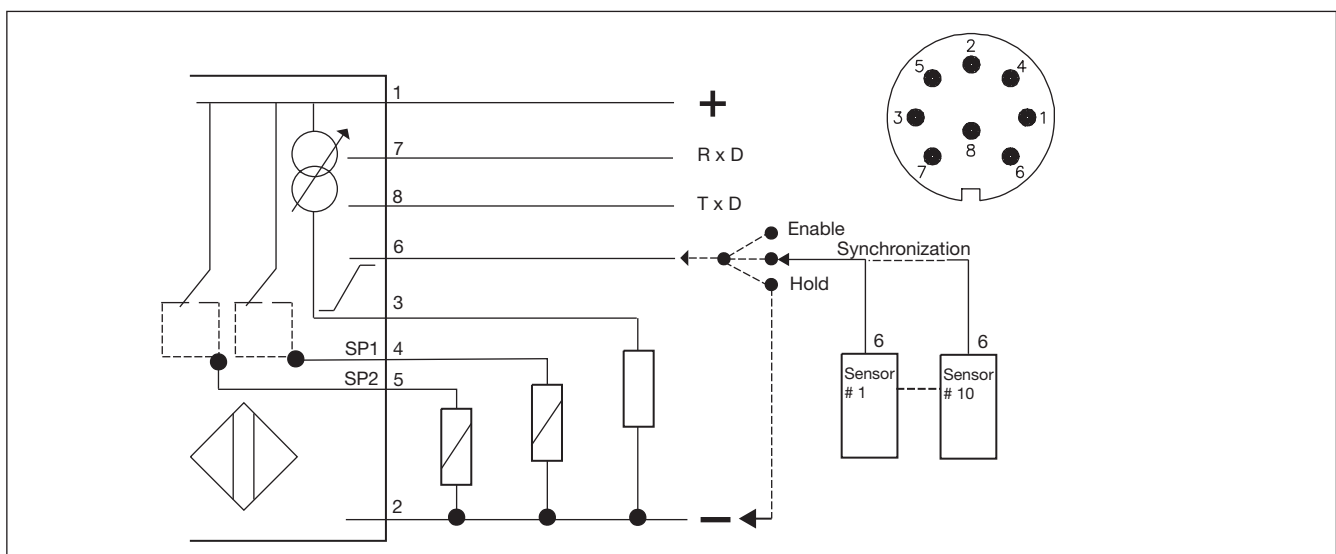 1
+
7
R x D
8
T x D
6
Enable
Synchronization
Hold
3
SP1 4
SP2 5
2
−
6
6
Sensor
# 1
Sensor
# 10
2
5
4
3
1
8
7
6